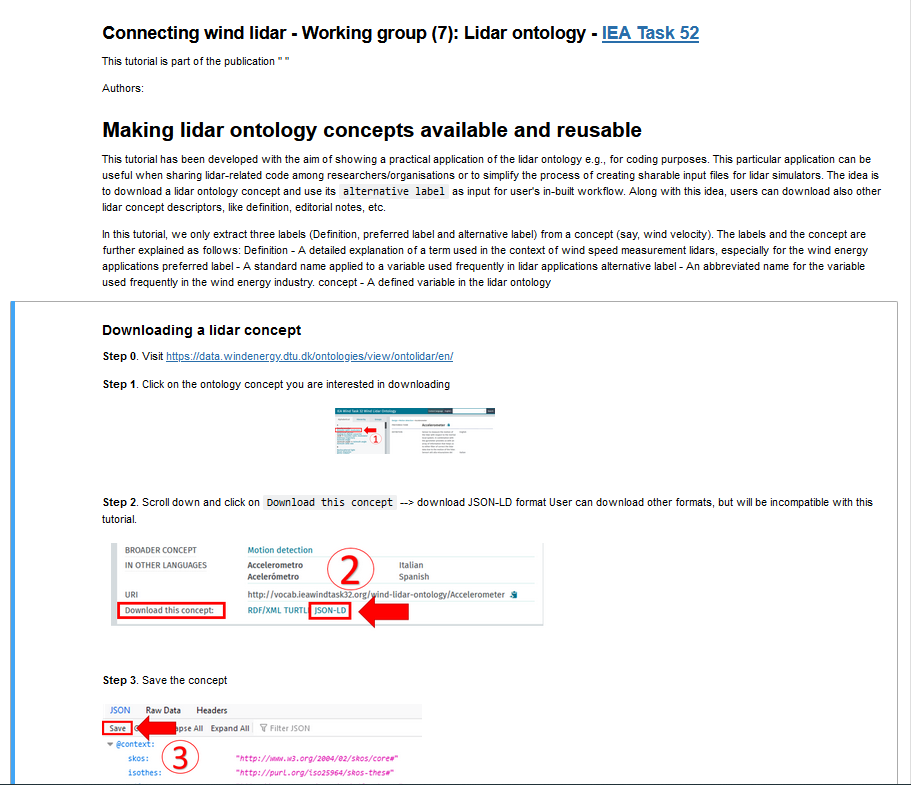 Connecting wind lidar - Working group (7): Lidar ontology - IEA Task 52
This tutorial is part of the publication " "
Authors:
Making lidar ontology concepts available and reusable
This tutorial has been developed with the aim of showing a practical application of the lidar ontology e.g., for coding purposes. This particular application can be
useful when sharing lidar-related code among researchers/organisations or to simplify the process of creating sharable input files for lidar simulators. The idea is
to download a lidar ontology concept and use its alternative label as input for user's in-built workflow. Along with this idea, users can download also other
lidar concept descriptors, like definition, editorial notes, etc.
In this tutorial, we only extract three labels (Definition, preferred label and alternative label) from a concept (say, wind velocity). The labels and the concept are
further explained as follows: Definition - A detailed explanation of a term used in the context of wind speed measurement lidars, especially for the wind energy
applications preferred label - A standard name applied to a variable used frequently in lidar applications alternative label - An abbreviated name for the variable
used frequently in the wind energy industry. concept - A defined variable in the lidar ontology
Downloading a lidar concept
Step 0. Visit https://data.windenergy.dtu.dk/ontologies/view/ontolidar/en/
Step 1. Click on the ontology concept you are interested in downloading
IEA Wind Task 32 Wind Lidar Ontology
Accelerometer
1
Step 2. Scroll down and click on Download this concept --> download JSON-LD format User can download other formats, but will be incompatible with this
tutorial.
BROADER CONCEPT Motion detection
IN OTHER LANGUAGES Accelerometro Italian
Acelerómetro Spanish
2
URI http://vocab.ieawindtask32.org/wind-lidar-ontology/Accelerometer
Download this concept: RDF/XML TURTL JSON-LD
Step 3. Save the concept
JSON Raw Data Headers
Save apse All Expand All Filter JSON
@context:
3
skos: "http://www.w3.org/2004/02/skos/core#"
isothes: "http://purl.org/iso25964/skos-thes#"